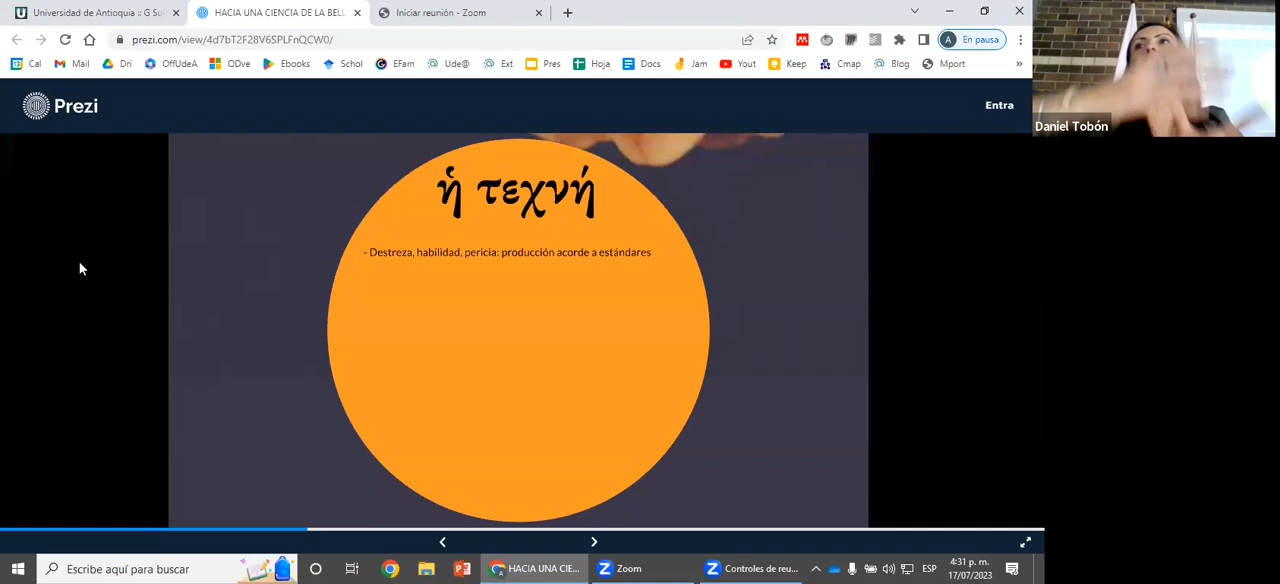 Universidad de Antioquia :: G Su
HACIA UNA CIENCIA DE LA BELL
Iniciar reunión - Zoom
prezi.com/view/4d7bT2F28V6SPLFnQCW0/
A
En pausa
Cal
Mail
Dri
OffUdeA
ODve
Ebooks
Schol
EFam
Ude@
Ext
Pres
Hoja
Docs
Jam
Yout
Keep
Cmap
Blog
Mport
»
Prezi
Entra
Daniel Tobón
ἡ τεχνή
- Destreza, habilidad, pericia: producción acorde a estándares
Escribe aquí para buscar
HACIA UNA CIE...
Zoom
Controles de reu...
ESP
4:31 p. m.
17/07/2023